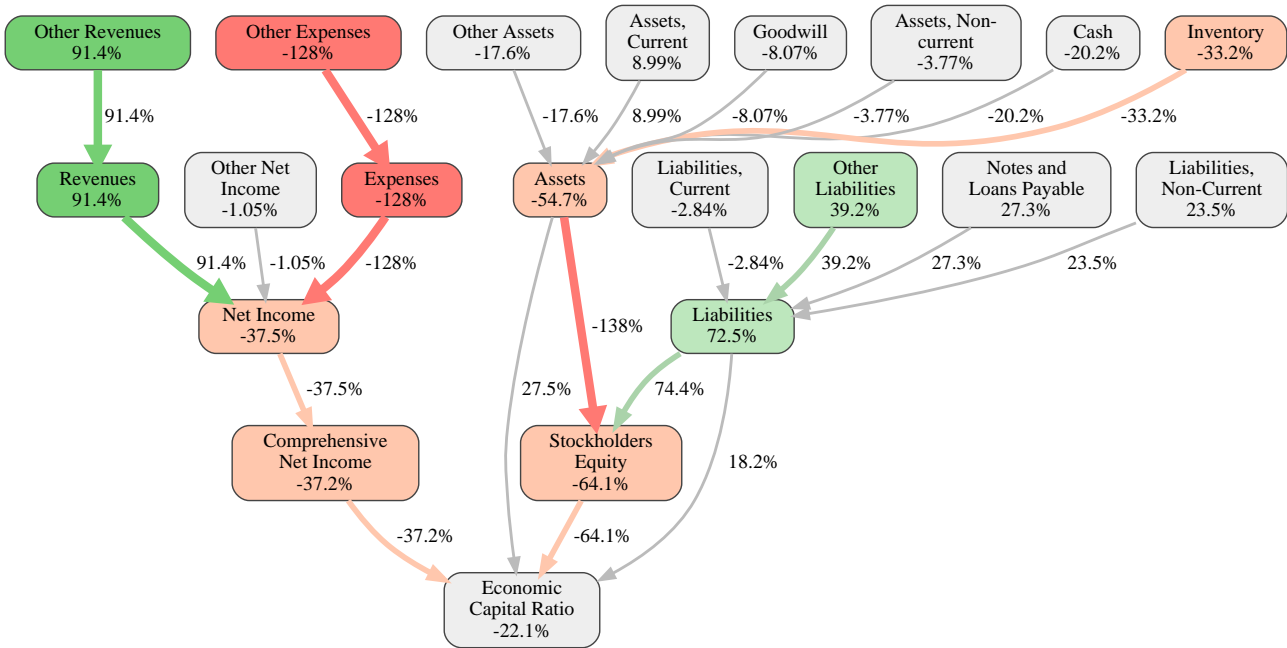 Other Revenues
91.4%
Other Expenses
-128%
Other Assets
-17.6%
Assets,
Current
8.99%
Goodwill
-8.07%
Assets, Non-
current
-3.77%
Cash
-20.2%
Inventory
-33.2%
91.4%
-128%
-17.6%
8.99%
-8.07%
-3.77%
-20.2%
-33.2%
Revenues
91.4%
Other Net
Income
-1.05%
Expenses
-128%
Assets
-54.7%
Liabilities,
Current
-2.84%
Other
Liabilities
39.2%
Notes and
Loans Payable
27.3%
Liabilities,
Non-Current
23.5%
91.4%
-1.05%
-128%
-2.84%
39.2%
27.3%
23.5%
Net Income
-37.5%
-138%
Liabilities
72.5%
-37.5%
27.5%
74.4%
Comprehensive
Net Income
-37.2%
Stockholders
Equity
-64.1%
18.2%
-37.2%
-64.1%
Economic
Capital Ratio
-22.1%